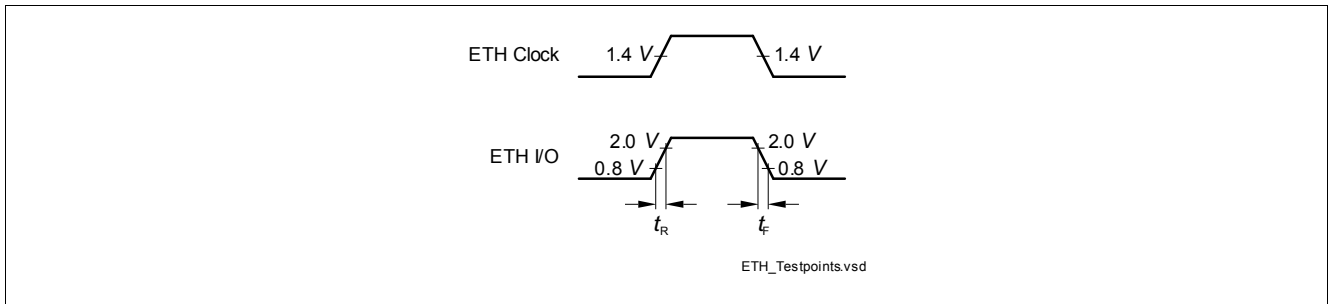 ETH Clock 1.4 V 1.4 V
2.0 V 2.0 V
ETH I/O
0.8 V 0.8 V
tR tF
ETH_Testpoints.vsd